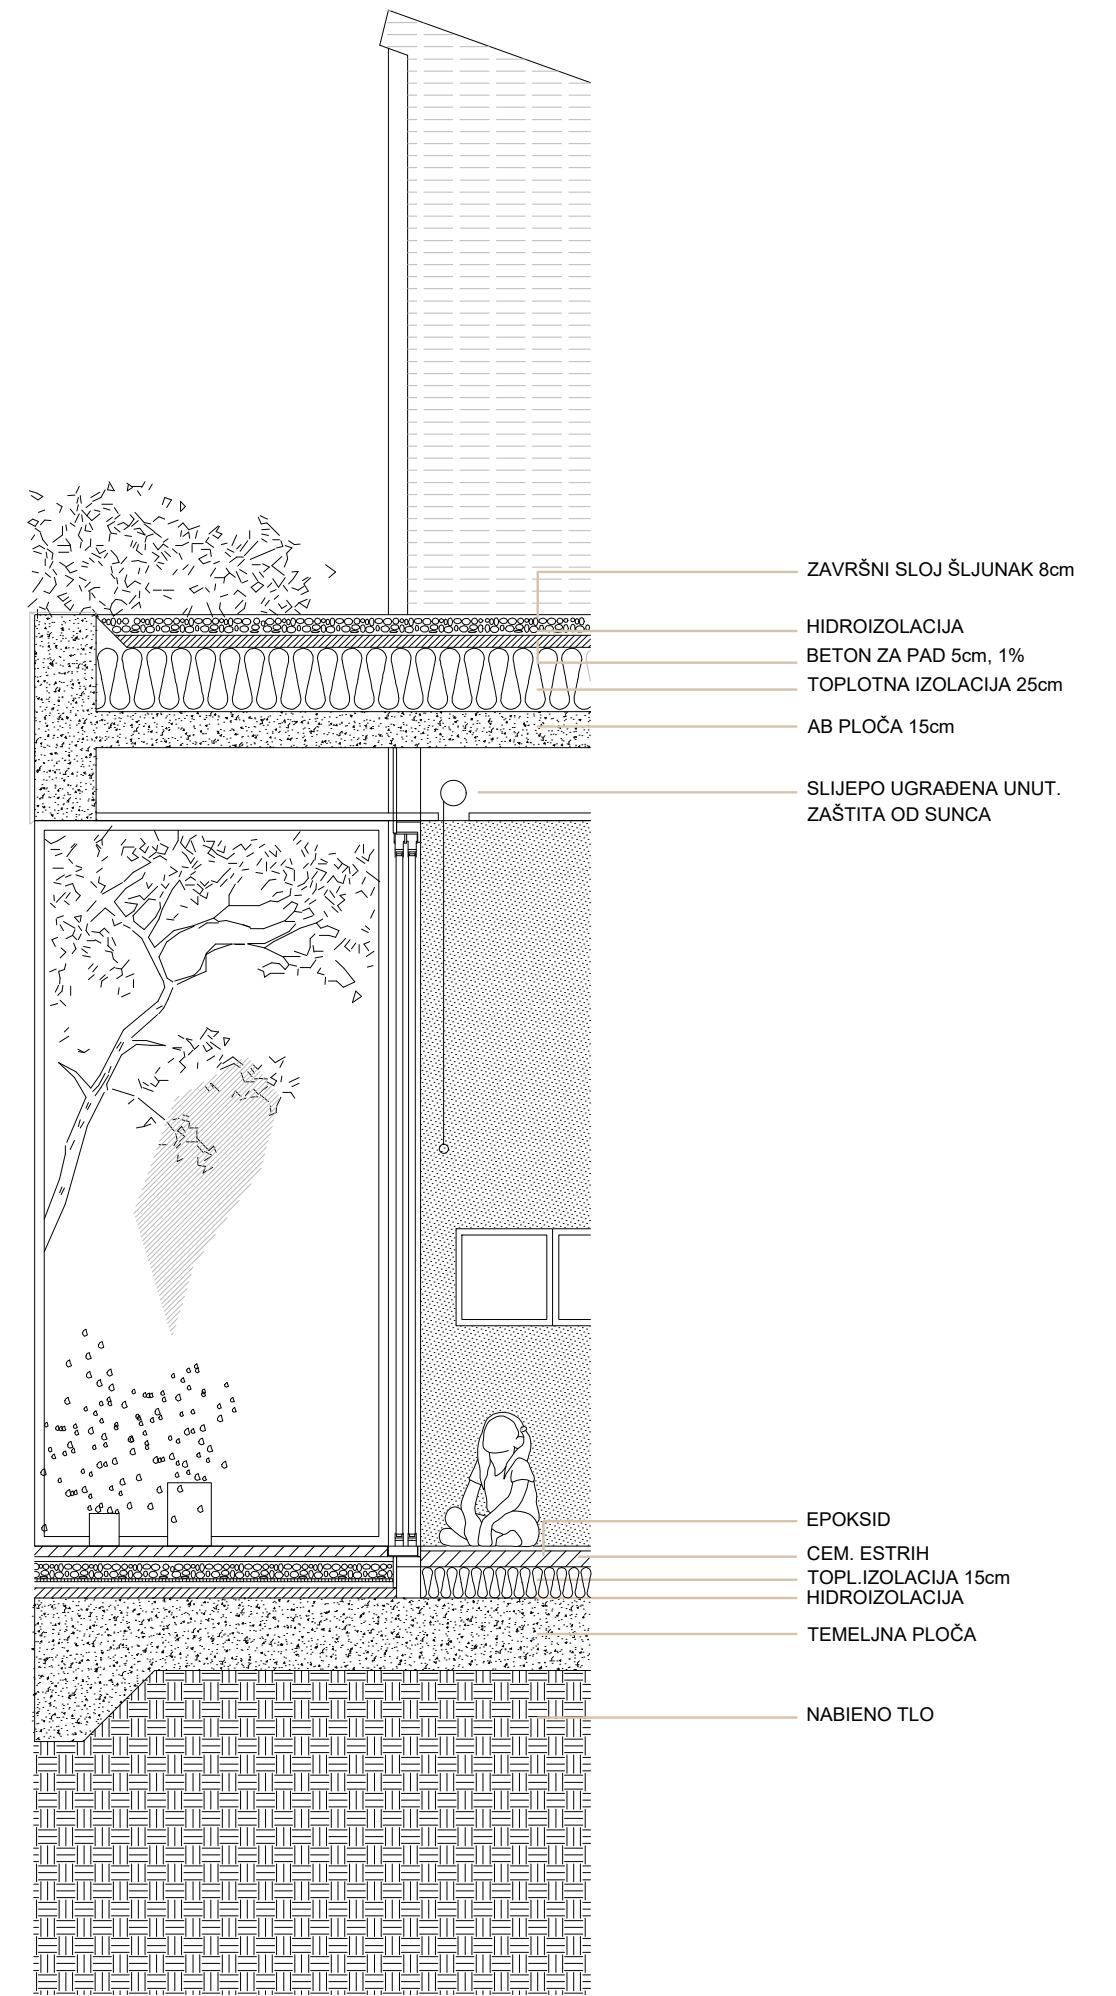 ZAVRŠNI SLOJ ŠLJUNAK 8cm
HIDROIZOLACIJA
BETON ZA PAD 5cm, 1%
TOPLOTNA IZOLACIJA 25cm
AB PLOČA 15cm
SLIJEPO UGRAĐENA UNUT.
ZAŠTITA OD SUNCA
EPOKSID
CEM. ESTRIH
TOPL.IZOLACIJA 15cm
HIDROIZOLACIJA
TEMELJNA PLOČA
NABIENO TLO